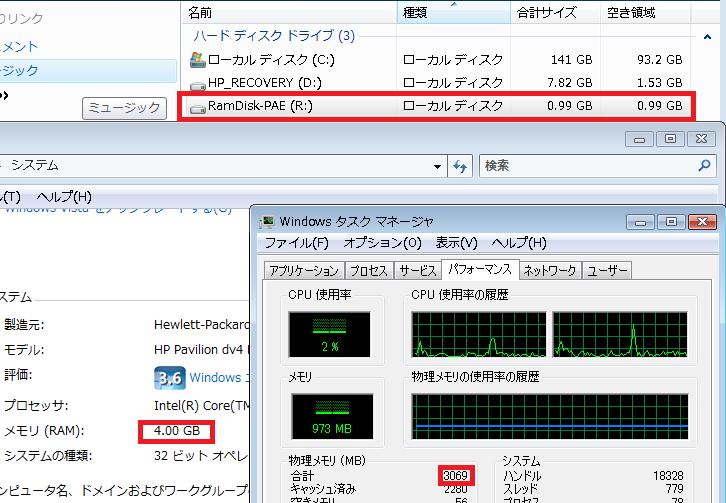 りリンク
ュメント
ージック
››
ミュージック
名前 種類 合計サイズ 空き領域
ハード ディスク ドライブ (3)
ローカル ディスク (C:) ローカル ディスク 141 GB 93.2 GB
HP_RECOVERY (D:) ローカル ディスク 7.82 GB 1.53 GB
RamDisk-PAE (R:) ローカル ディスク 0.99 GB 0.99 GB
システム
検索
(T) ヘルプ(H)
Windows Vista をアップグレードする(G)
ステム
製造元: Hewlett-Packard
モデル: HP Pavilion dv4
評価: 3.6 Windows
プロセッサ: Intel(R) Core(TM
メモリ (RAM): 4.00 GB
システムの種類: 32 ビット オペレ
ンピュータ名、ドメインおよびワークグループ
Windows タスク マネージャ
ファイル(F) オプション(O) 表示(V) ヘルプ(H)
アプリケーション プロセス サービス パフォーマンス ネットワーク ユーザー
CPU 使用率
2 %
CPU 使用率の履歴
メモリ
973 MB
物理メモリの使用率の履歴
物理メモリ (MB)
合計 3069
キャッシュ済み 2280
空きメモリ 56
システム
ハンドル 18328
スレッド 779
プロセス 78